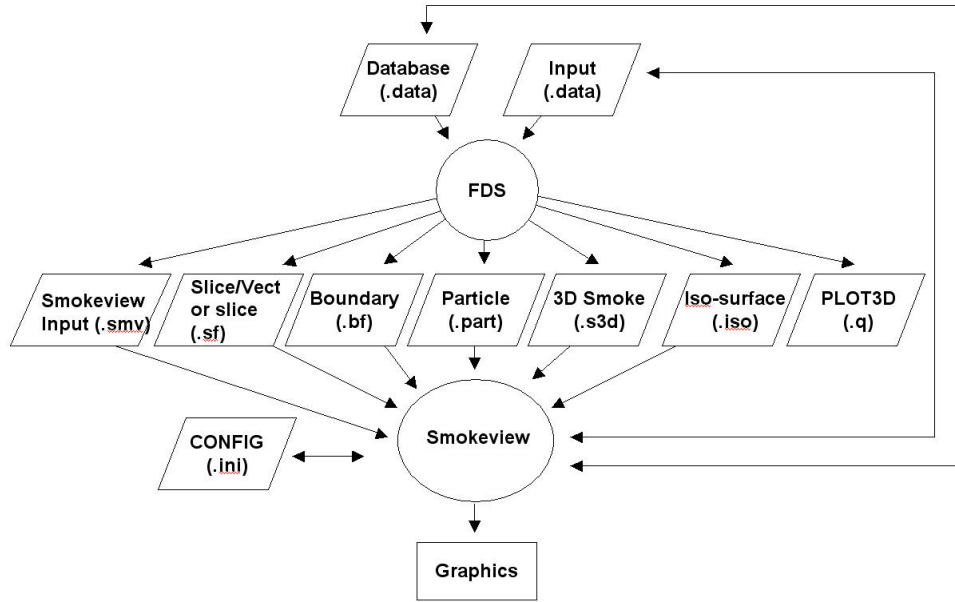 Database
(.data)
Input
(.data)
FDS
Smokeview
Input (.smv)
Slice/Vect
or slice
(.sf)
Boundary
(.bf)
Particle
(.part)
3D Smoke
(.s3d)
Iso-surface
(.iso)
PLOT3D
(.q)
CONFIG
(.ini)
Smokeview
Graphics